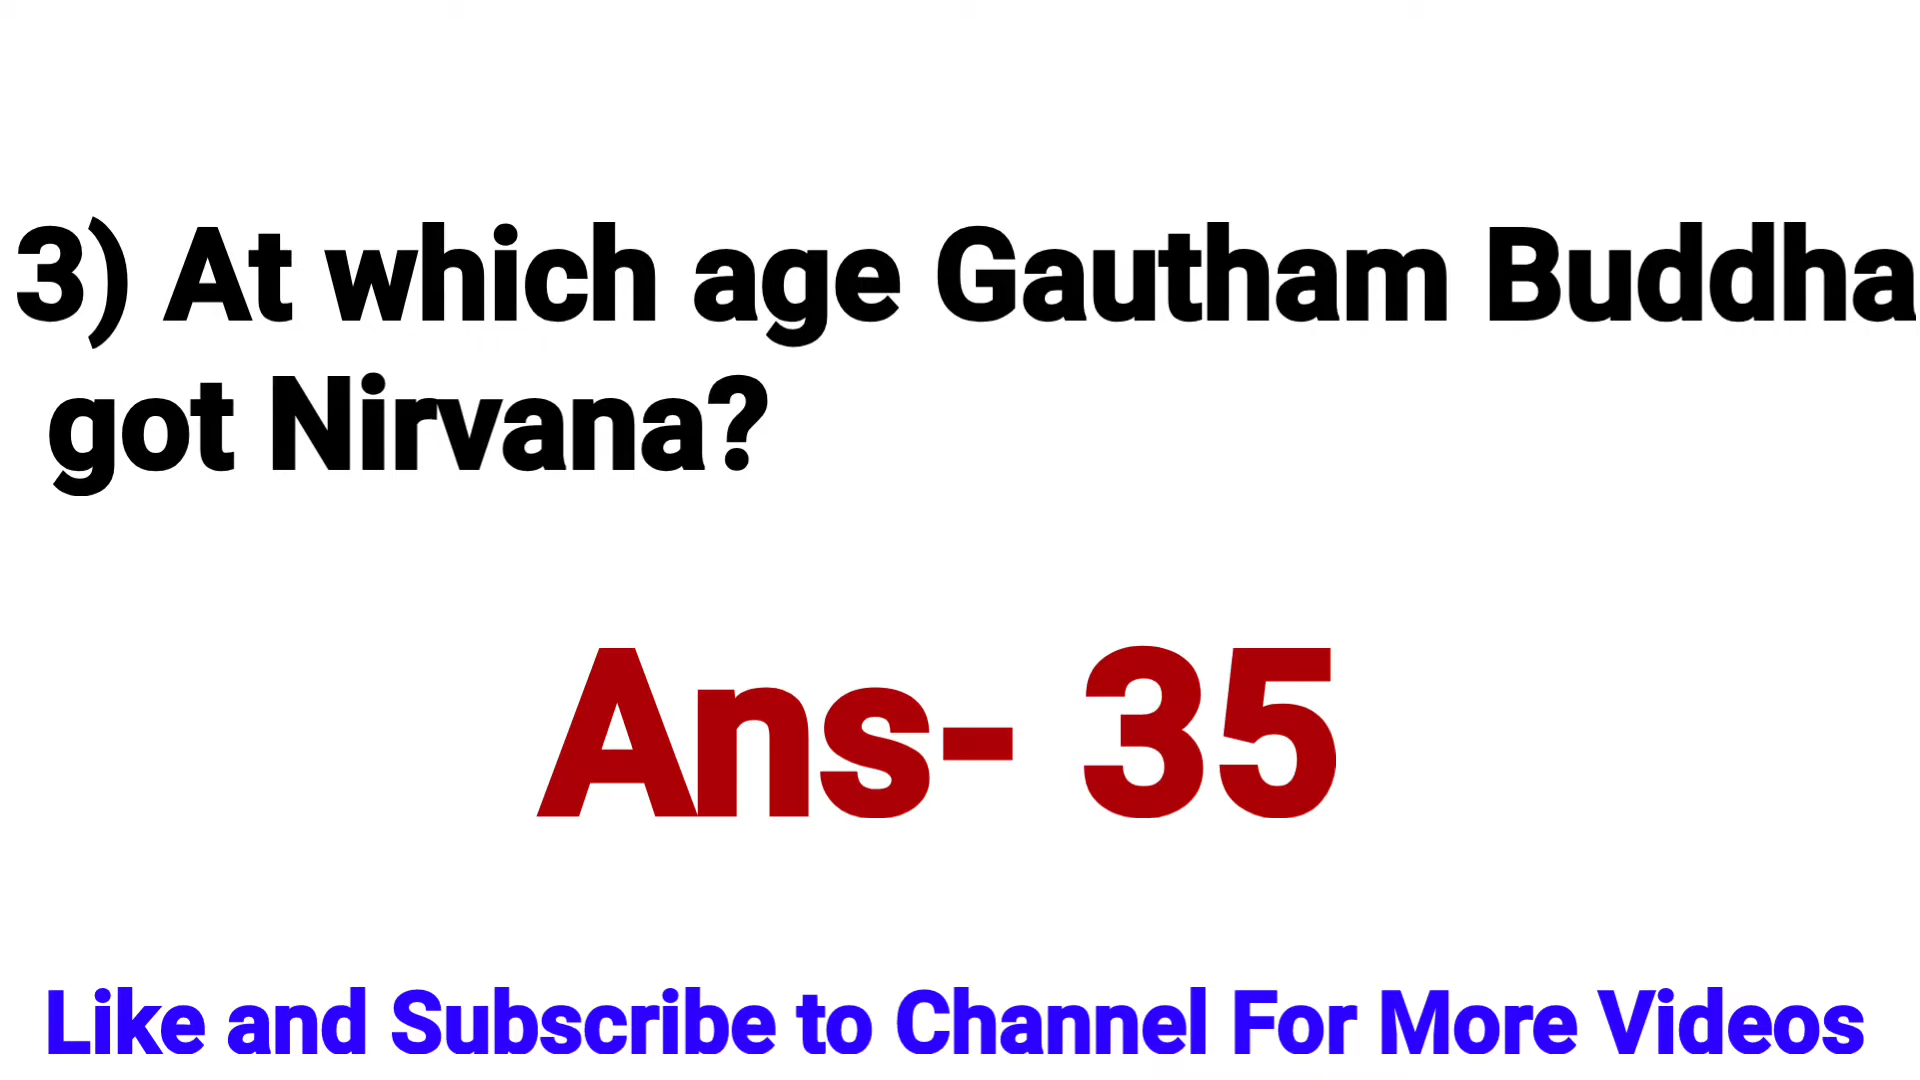 3) At which age Gautham Buddha
got Nirvana?
Ans- 35
Like and Subscribe to Channel For More Videos